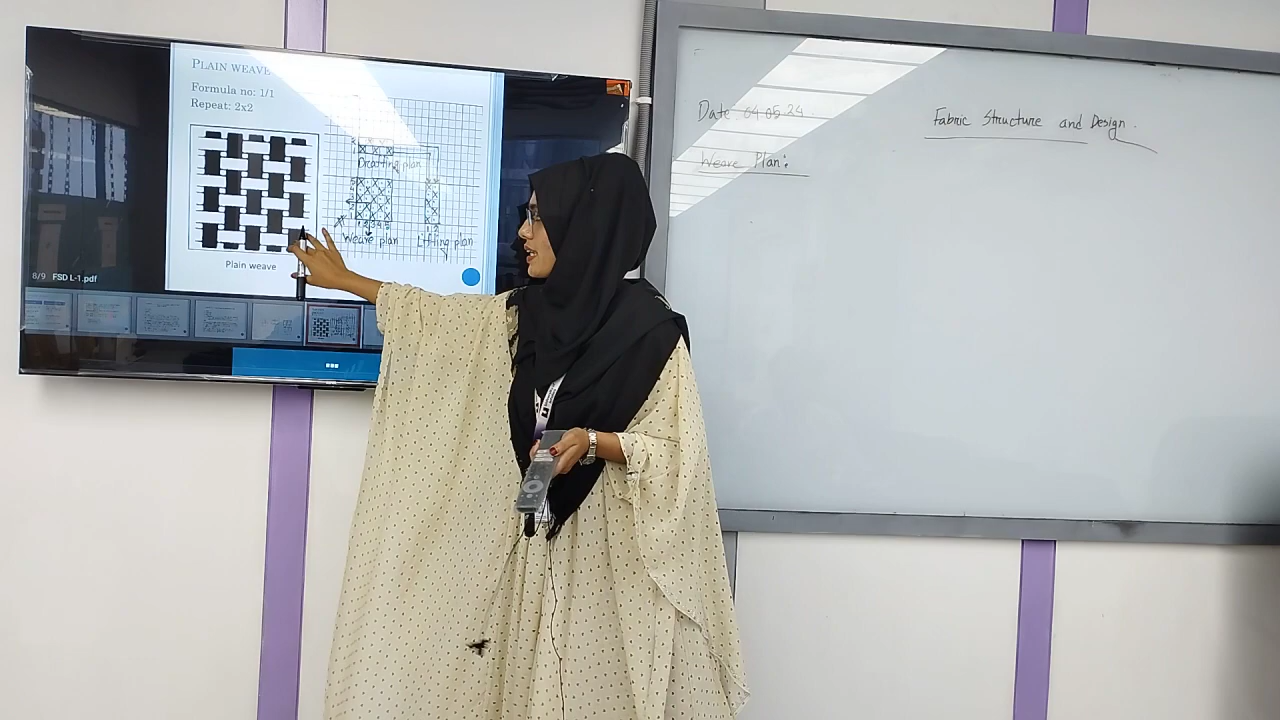 PLAIN WEAVE
Formula no: 1/1
Repeat: 2x2
Drafting plan
Weave plan
Lifting plan
Plain weave
8/9 FSD L-1.pdf
Date: 04.05.24
Fabric Structure and Design.
Weave Plan: